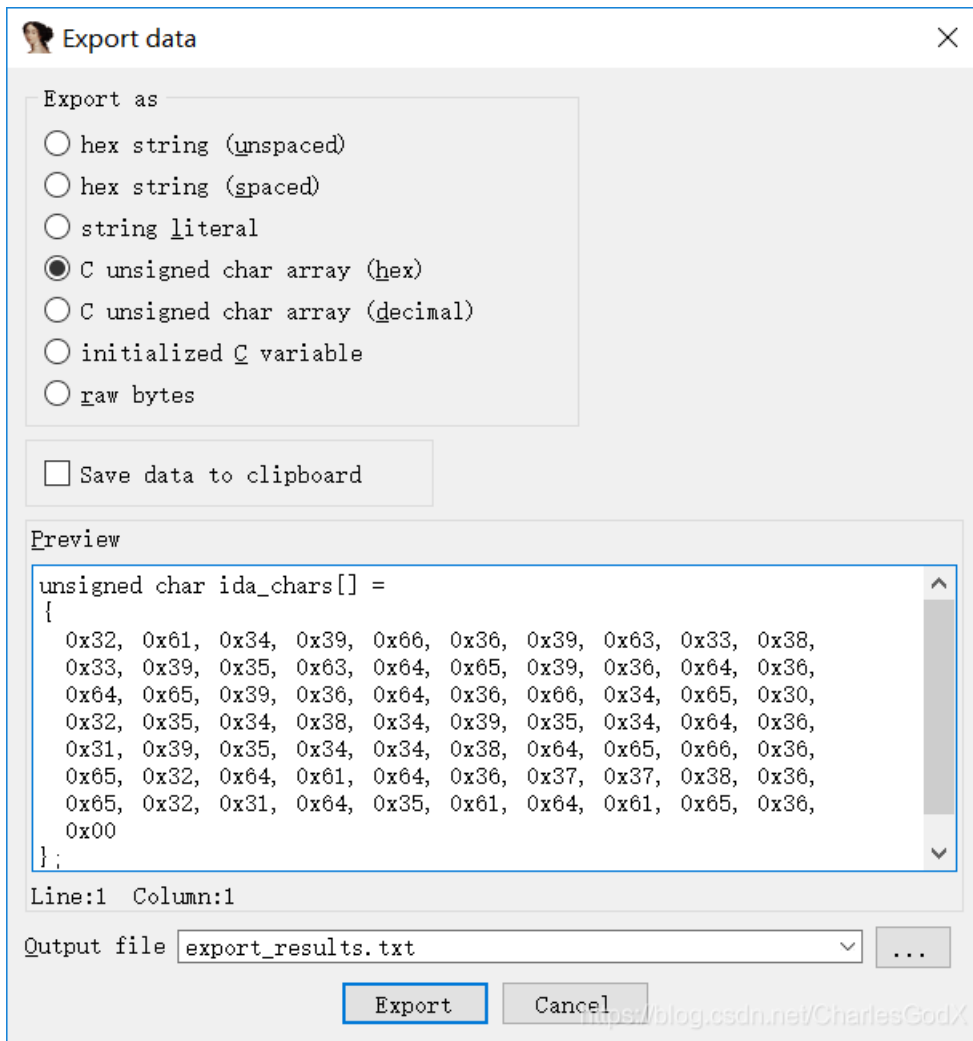 Export data
Export as
hex string (unspaced)
hex string (spaced)
string literal
C unsigned char array (hex)
C unsigned char array (decimal)
initialized C variable
raw bytes
Save data to clipboard
Preview
unsigned char ida_chars[] =
{
0x32, 0x61, 0x34, 0x39, 0x66, 0x36, 0x39, 0x63, 0x33, 0x38,
0x33, 0x39, 0x35, 0x63, 0x64, 0x65, 0x39, 0x36, 0x64, 0x36,
0x64, 0x65, 0x39, 0x36, 0x64, 0x36, 0x66, 0x34, 0x65, 0x30,
0x32, 0x35, 0x34, 0x38, 0x34, 0x39, 0x35, 0x34, 0x64, 0x36,
0x31, 0x39, 0x35, 0x34, 0x34, 0x38, 0x64, 0x65, 0x66, 0x36,
0x65, 0x32, 0x64, 0x61, 0x64, 0x36, 0x37, 0x37, 0x38, 0x36,
0x65, 0x32, 0x31, 0x64, 0x35, 0x61, 0x64, 0x61, 0x65, 0x36,
0x00
};
Line:1 Column:1
Output file export_results.txt ...
Export Cancel
https://blog.csdn.net/CharlesGodX